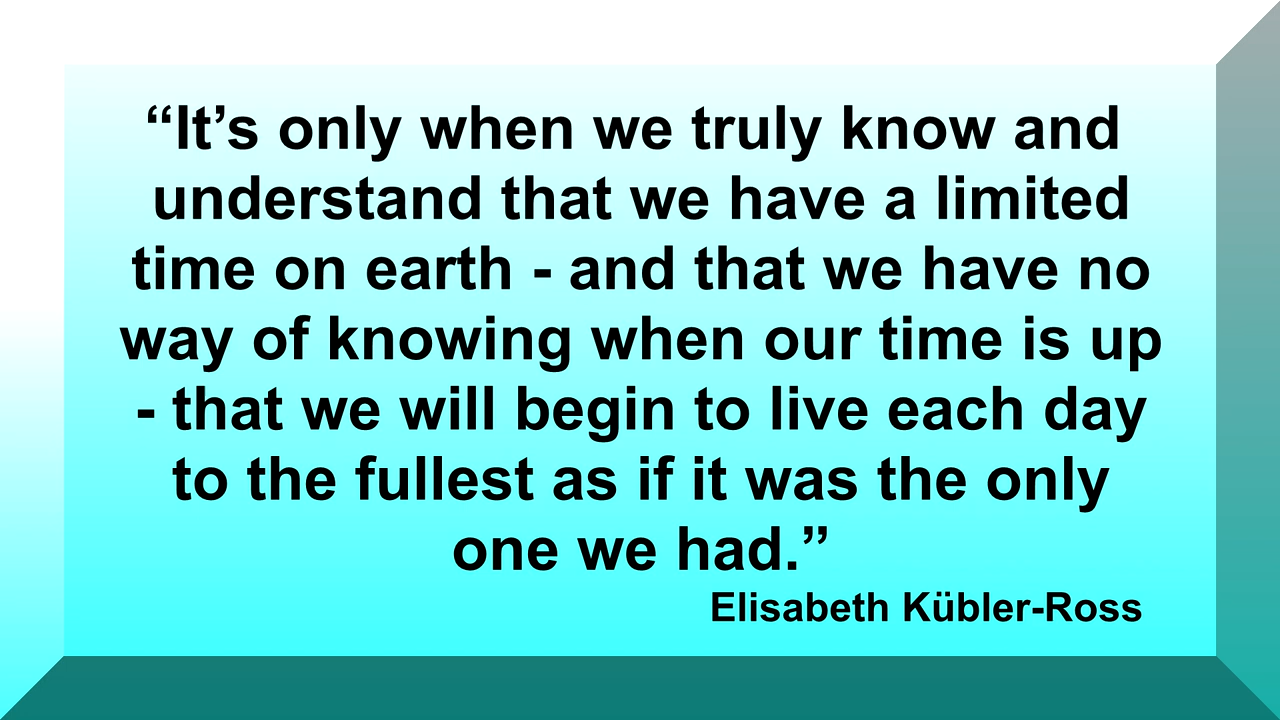 “It’s only when we truly know and
understand that we have a limited
time on earth - and that we have no
way of knowing when our time is up
- that we will begin to live each day
to the fullest as if it was the only
one we had.”
Elisabeth Kübler-Ross